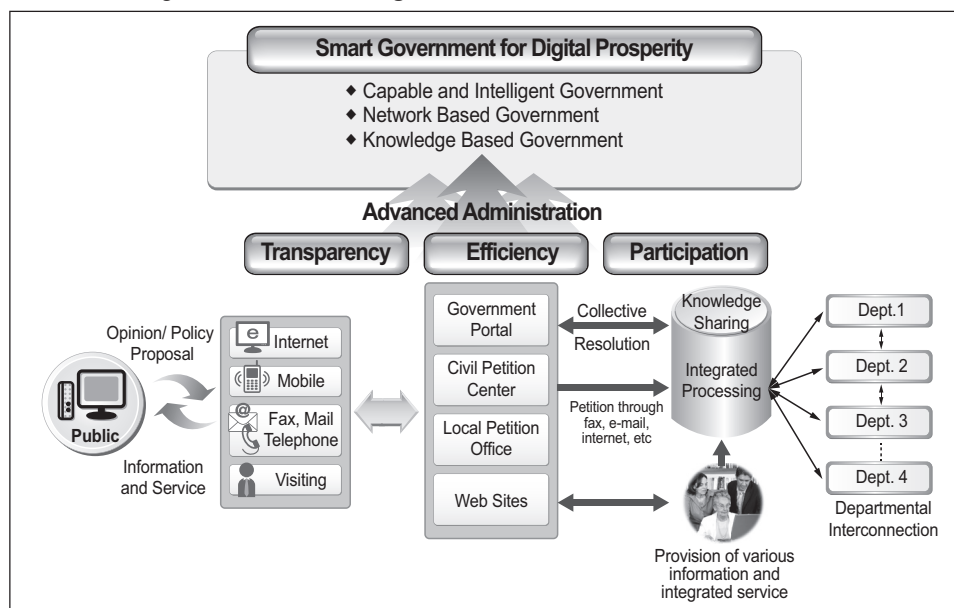 Smart Government for Digital Prosperity
◆ Capable and Intelligent Government
◆ Network Based Government
◆ Knowledge Based Government
Advanced Administration
Transparency
Efficiency
Participation
Opinion/ Policy
Proposal
Public
Information
and Service
e
Internet
Mobile
@
Fax, Mail
Telephone
Visiting
Government
Portal
Civil Petition
Center
Local Petition
Office
Web Sites
Collective
Resolution
Petition through
fax, e-mail,
internet, etc
Knowledge
Sharing
Integrated
Processing
Provision of various
information and
integrated service
Dept.1
Dept. 2
Dept. 3
Dept. 4
Departmental
Interconnection